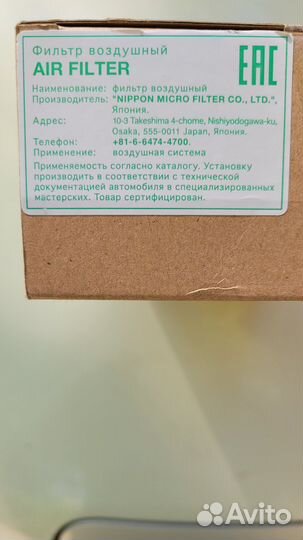 Фильтр воздушный
AIR FILTER
EAC
Наименование: фильтр воздушный
Производитель: "NIPPON MICRO FILTER CO., LTD.",
Япония.
Адрес: 10-3 Takeshima 4-chome, Nishiyodogawa-ku,
Osaka, 555-0011 Japan, Япония.
Телефон: +81-6-6474-4700.
Применение: воздушная система
Применяемость согласно каталогу. Установку
производить в соответствии с технической
документацией автомобиля в специализированных
мастерских. Товар сертифицирован.
Avito